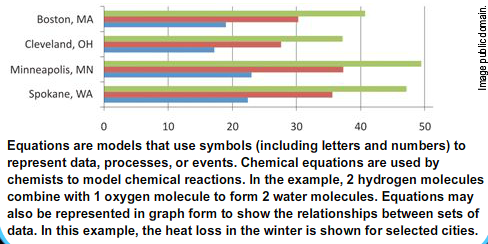 Boston, MA
Cleveland, OH
Minneapolis, MN
Spokane, WA
0 10 20 30 40 50
Image public domain.
Equations are models that use symbols (including letters and numbers) to
represent data, processes, or events. Chemical equations are used by
chemists to model chemical reactions. In the example, 2 hydrogen molecules
combine with 1 oxygen molecule to form 2 water molecules. Equations may
also be represented in graph form to show the relationships between sets of
data. In this example, the heat loss in the winter is shown for selected cities.